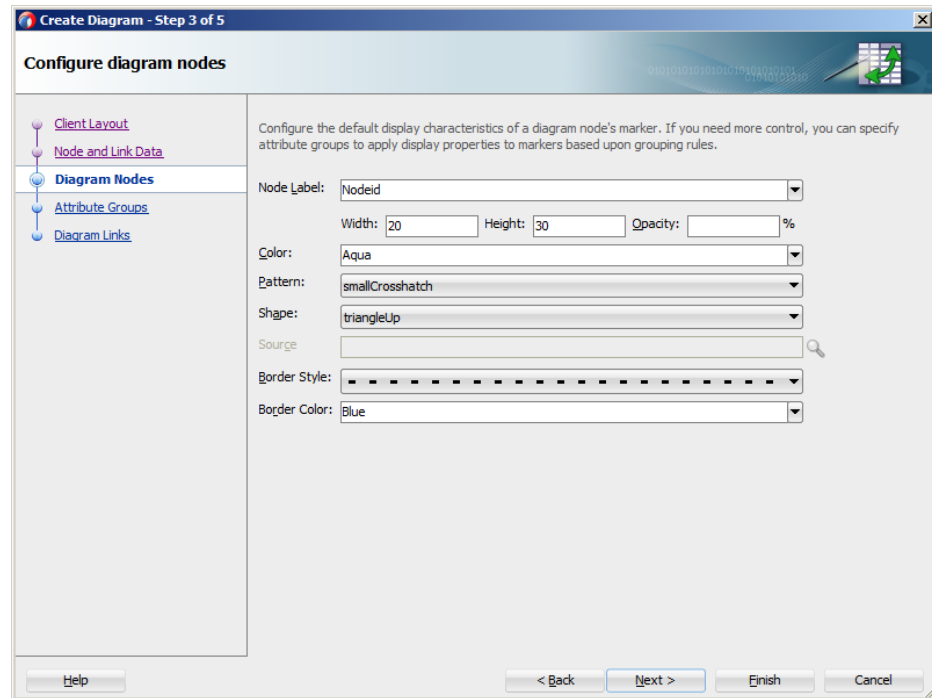 Create Diagram - Step 3 of 5
Configure diagram nodes
Client Layout
Node and Link Data
Diagram Nodes
Attribute Groups
Diagram Links
Configure the default display characteristics of a diagram node's marker. If you need more control, you can specify
attribute groups to apply display properties to markers based upon grouping rules.
Node Label: Nodeid
Width: 20 Height: 30 Opacity: %
Color: Aqua
Pattern: smallCrosshatch
Shape: triangleUp
Source
Border Style:
Border Color: Blue
Help < Back Next > Finish Cancel